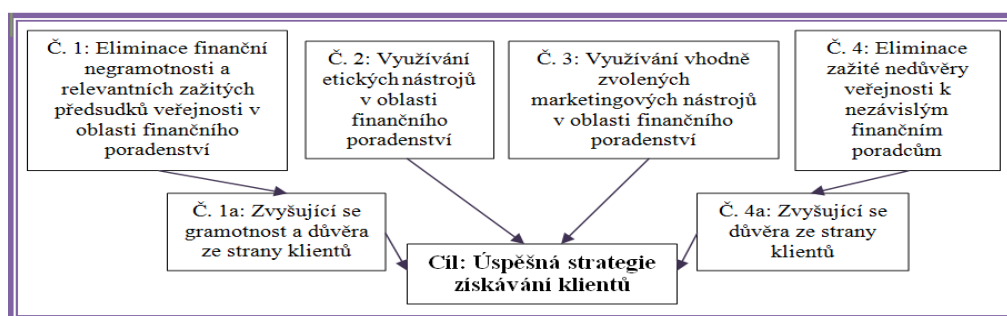 Č. 1: Eliminace finanční
negramotnosti a
relevantních zažitých
předsudků veřejnosti v
oblasti finančního
poradenství
Č. 2: Využívání
etických nástrojů
v oblasti
finančního
poradenství
Č. 3: Využívání vhodně
zvolených
marketingových nástrojů
v oblasti finančního
poradenství
Č. 4: Eliminace
zažité nedůvěry
veřejnosti k
nezávislým
finančním
poradcům
Č. 1a: Zvyšující se
gramotnost a důvěra
ze strany klientů
Č. 4a: Zvyšující se
důvěra ze strany
klientů
Cíl: Úspěšná strategie
získávání klientů